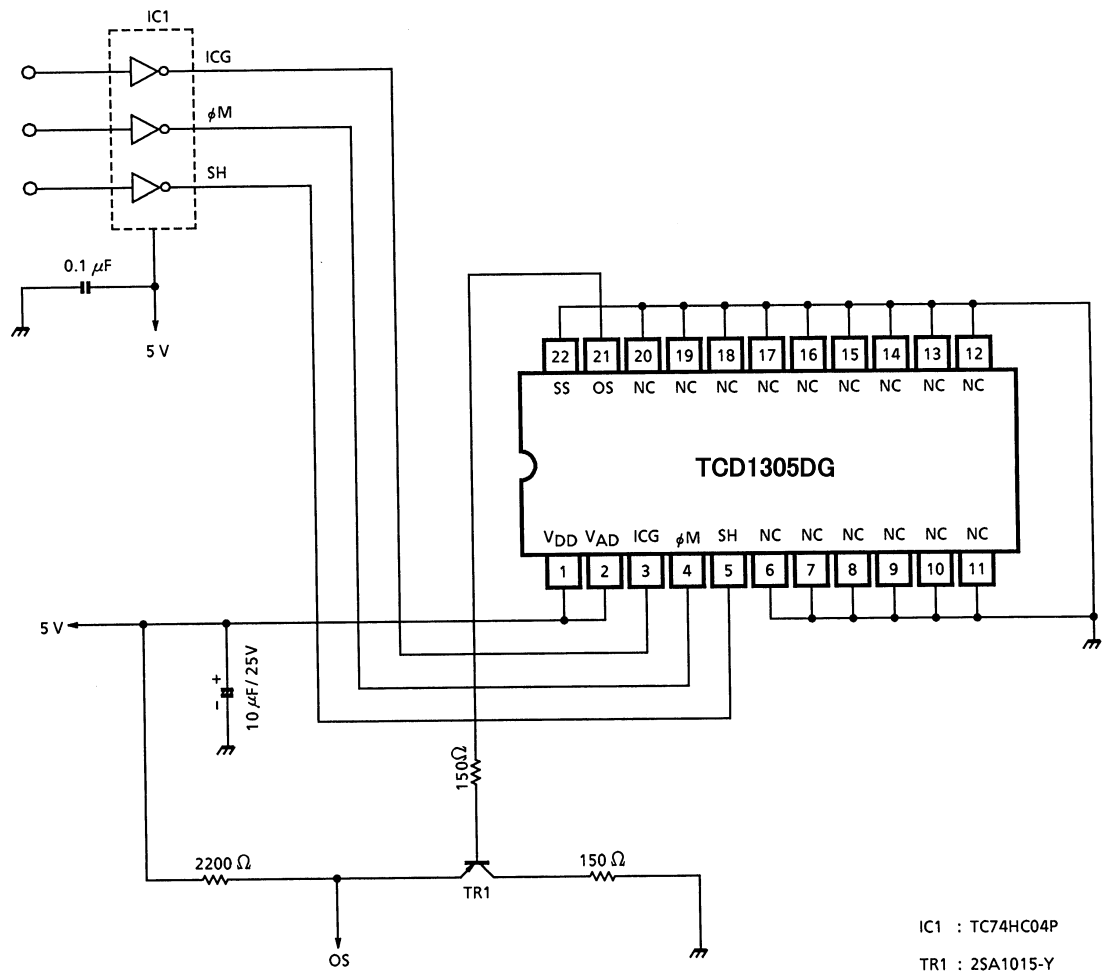 IC1
ICG
ϕM
SH
0.1 μF
5 V
22 21 20 19 18 17 16 15 14 13 12
SS OS NC NC NC NC NC NC NC NC NC
TCD1305DG
VDD VAD ICG ϕM SH NC NC NC NC NC NC
1 2 3 4 5 6 7 8 9 10 11
5 V
+
-
10 μF/25V
150Ω
2200 Ω
150 Ω
TR1
OS
IC1 : TC74HC04P
TR1 : 2SA1015-Y